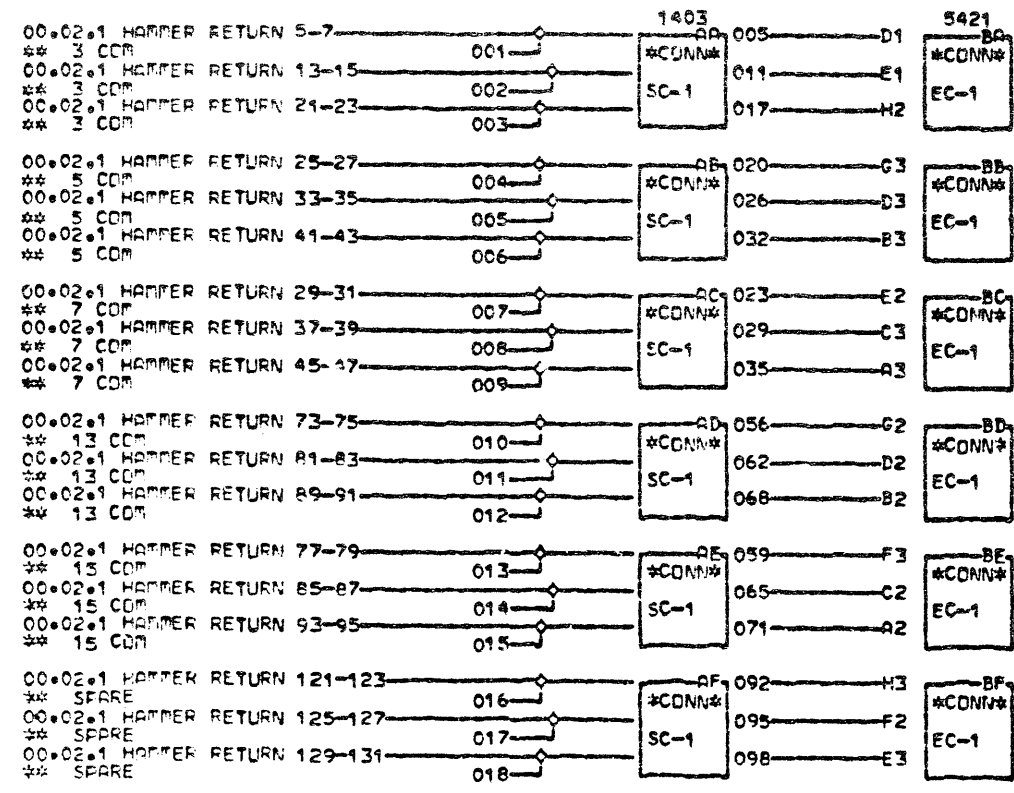 1403 5421
00.02.1 HAMMER RETURN 5-7 AA 005 D1 BA
** 3 COM 001 *CONN* *CONN*
00.02.1 HAMMER RETURN 13-15 011 E1
** 3 COM 002 SC-1 EC-1
00.02.1 HAMMER RETURN 21-23 017 H2
** 3 COM 003
00.02.1 HAMMER RETURN 25-27 AB 020 G3 BB
** 5 COM 004 *CONN* *CONN*
00.02.1 HAMMER RETURN 33-35 026 D3
** 5 COM 005 SC-1 EC-1
00.02.1 HAMMER RETURN 41-43 032 B3
** 5 COM 006
00.02.1 HAMMER RETURN 29-31 AC 023 E2 BC
** 7 COM 007 *CONN* *CONN*
00.02.1 HAMMER RETURN 37-39 029 C3
** 7 COM 008 SC-1 EC-1
00.02.1 HAMMER RETURN 45-47 035 A3
** 7 COM 009
00.02.1 HAMMER RETURN 73-75 AD 056 G2 BD
** 13 COM 010 *CONN* *CONN*
00.02.1 HAMMER RETURN 81-83 062 D2
** 13 COM 011 SC-1 EC-1
00.02.1 HAMMER RETURN 89-91 068 B2
** 13 COM 012
00.02.1 HAMMER RETURN 77-79 AE 059 F3 BE
** 15 COM 013 *CONN* *CONN*
00.02.1 HAMMER RETURN 85-87 065 C2
** 15 COM 014 SC-1 EC-1
00.02.1 HAMMER RETURN 93-95 071 A2
** 15 COM 015
00.02.1 HAMMER RETURN 121-123 AF 092 H3 BF
** SPARE 016 *CONN* *CONN*
00.02.1 HAMMER RETURN 125-127 095 F2
** SPARE 017 SC-1 EC-1
00.02.1 HAMMER RETURN 129-131 098 E3
** SPARE 018